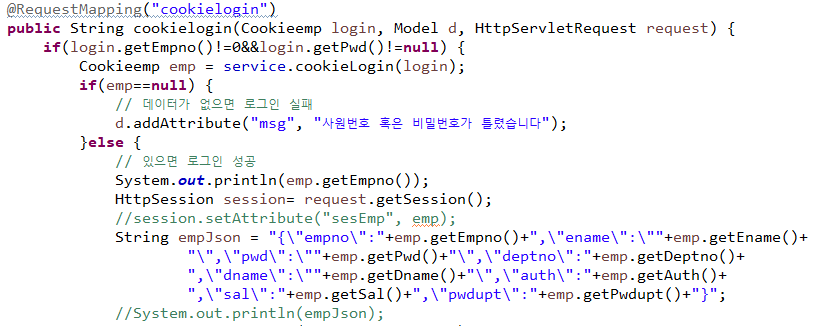 @RequestMapping("cookielogin")
public String cookielogin(Cookieemp login, Model d, HttpServletRequest request) {
if(login.getEmpno()!=0&&login.getPwd()!=null) {
Cookieemp emp = service.cookieLogin(login);
if(emp==null) {
// 데이터가 없으면 로그인 실패
d.addAttribute("msg", "사원번호 혹은 비밀번호가 틀렸습니다");
}else {
// 있으면 로그인 성공
System.out.println(emp.getEmpno());
HttpSession session= request.getSession();
//session.setAttribute("sesEmp", emp);
String empJson = "{\"empno\":"+emp.getEmpno()+",\"ename\":\""+emp.getEname()+
"\",\"pwd\":\""+emp.getPwd()+"\",\"deptno\":"+emp.getDeptno()+
",\"dname\":\""+emp.getDname()+"\",\"auth\":"+emp.getAuth()+
",\"sal\":"+emp.getSal()+",\"pwdupt\":"+emp.getPwdupt()+"}";
//System.out.println(empJson);